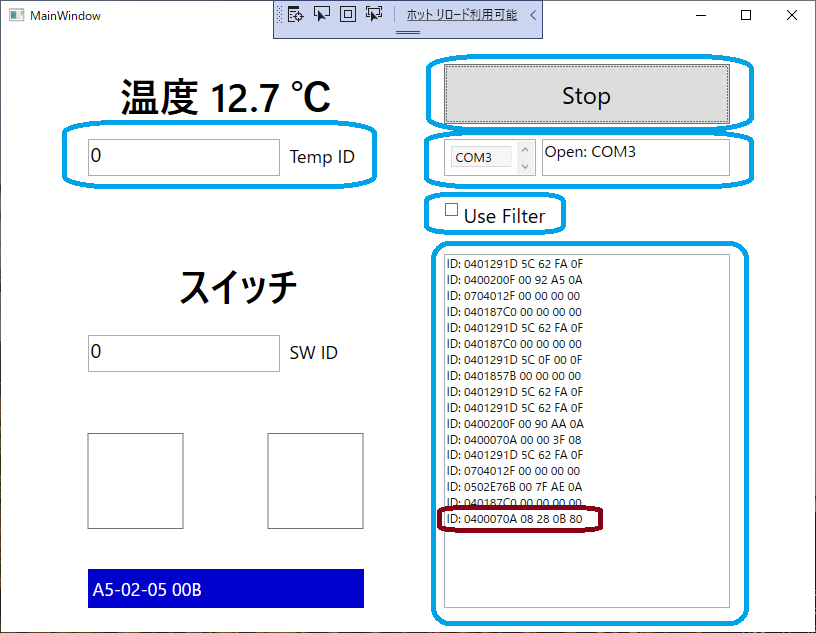 MainWindow
ホット リロード利用可能
温度 12.7 ℃
0
Temp ID
スイッチ
0
SW ID
A5-02-05 00B
Stop
COM3
Open: COM3
Use Filter
ID: 0401291D 5C 62 FA 0F
ID: 0400200F 00 92 A5 0A
ID: 0704012F 00 00 00 00
ID: 040187C0 00 00 00 00
ID: 0401291D 5C 62 FA 0F
ID: 040187C0 00 00 00 00
ID: 0401291D 5C 0F 00 0F
ID: 0401857B 00 00 00 00
ID: 0401291D 5C 62 FA 0F
ID: 0401291D 5C 62 FA 0F
ID: 0400200F 00 90 AA 0A
ID: 0400070A 00 00 3F 08
ID: 0401291D 5C 62 FA 0F
ID: 0704012F 00 00 00 00
ID: 0502E76B 00 7F AE 0A
ID: 040187C0 00 00 00 00
ID: 0400070A 08 28 0B 80